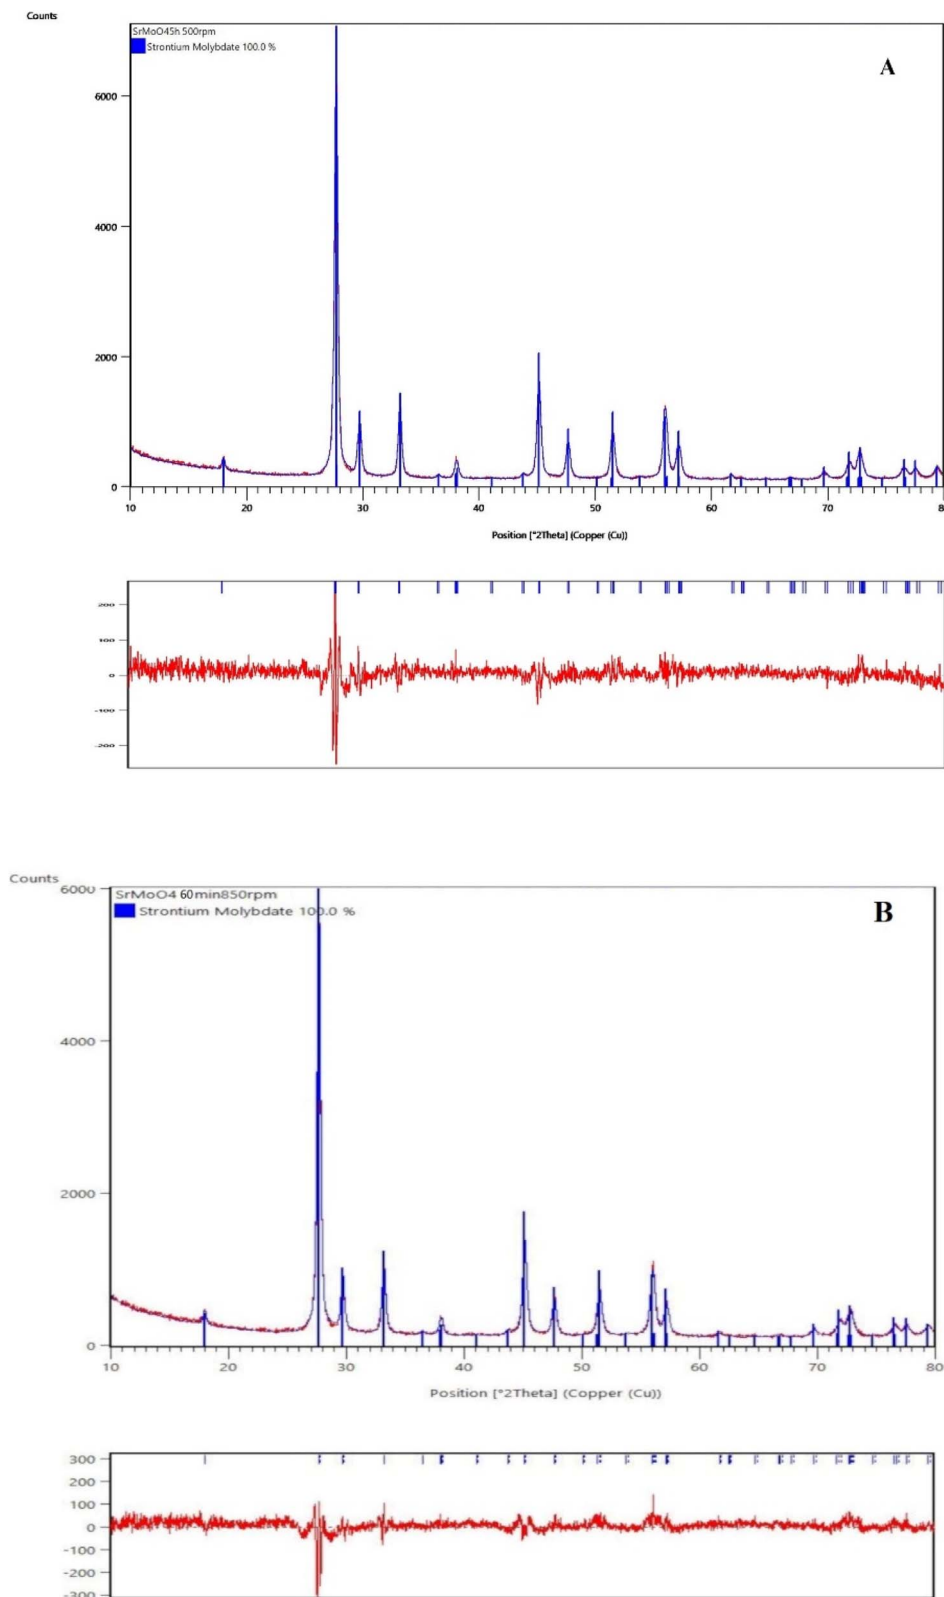 Counts
SrMoO45h 500rpm
Strontium Molybdate 100.0 %
A
6000
4000
2000
0
10 20 30 40 50 60 70 80
Position [°2Theta] (Copper (Cu))
200
100
0
-100
-200
Counts
6000
SrMoO4 60min850rpm
Strontium Molybdate 100.0 %
B
4000
2000
0
10 20 30 40 50 60 70 80
Position [°2Theta] (Copper (Cu))
300
200
100
0
-100
-200
-300